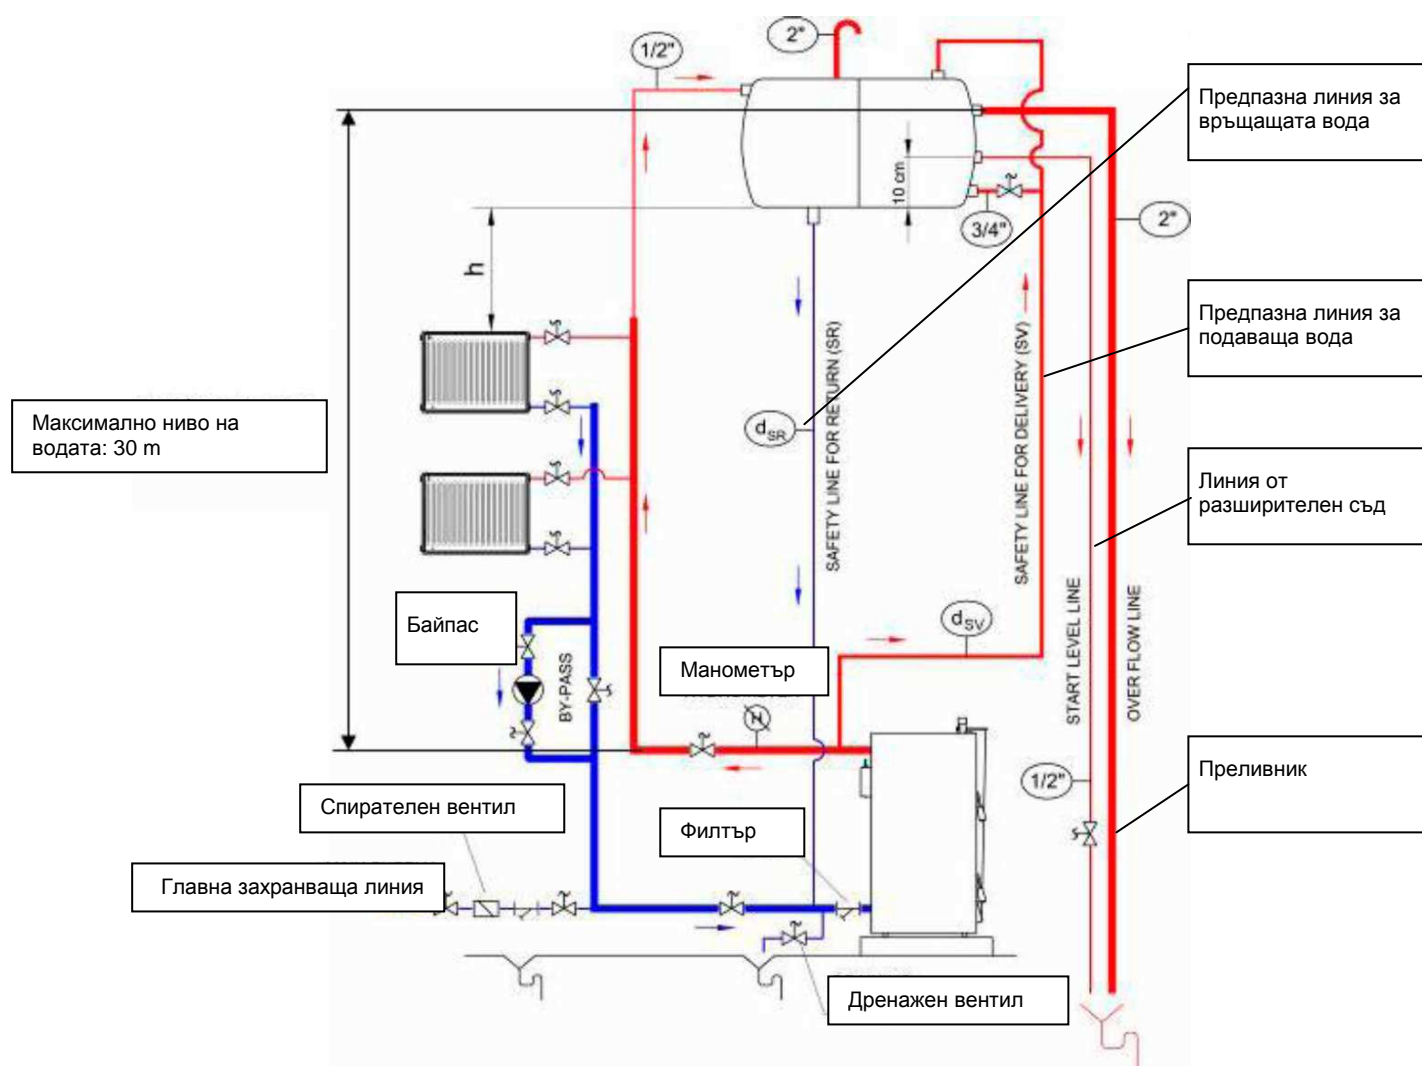 2"
1/2"
Предпазна линия за
връщащата вода
10 cm
3/4"
2"
h
Предпазна линия за
подаваща вода
SAFETY LINE FOR RETURN (SR)
SAFETY LINE FOR DELIVERY (SV)
Максимално ниво на
водата: 30 m
dSR
Линия от
разширителен съд
Байпас
BY-PASS
dSV
Манометър
START LEVEL LINE
OVER FLOW LINE
1/2"
Преливник
Спирателен вентил
Филтър
Главна захранваща линия
Дренажен вентил